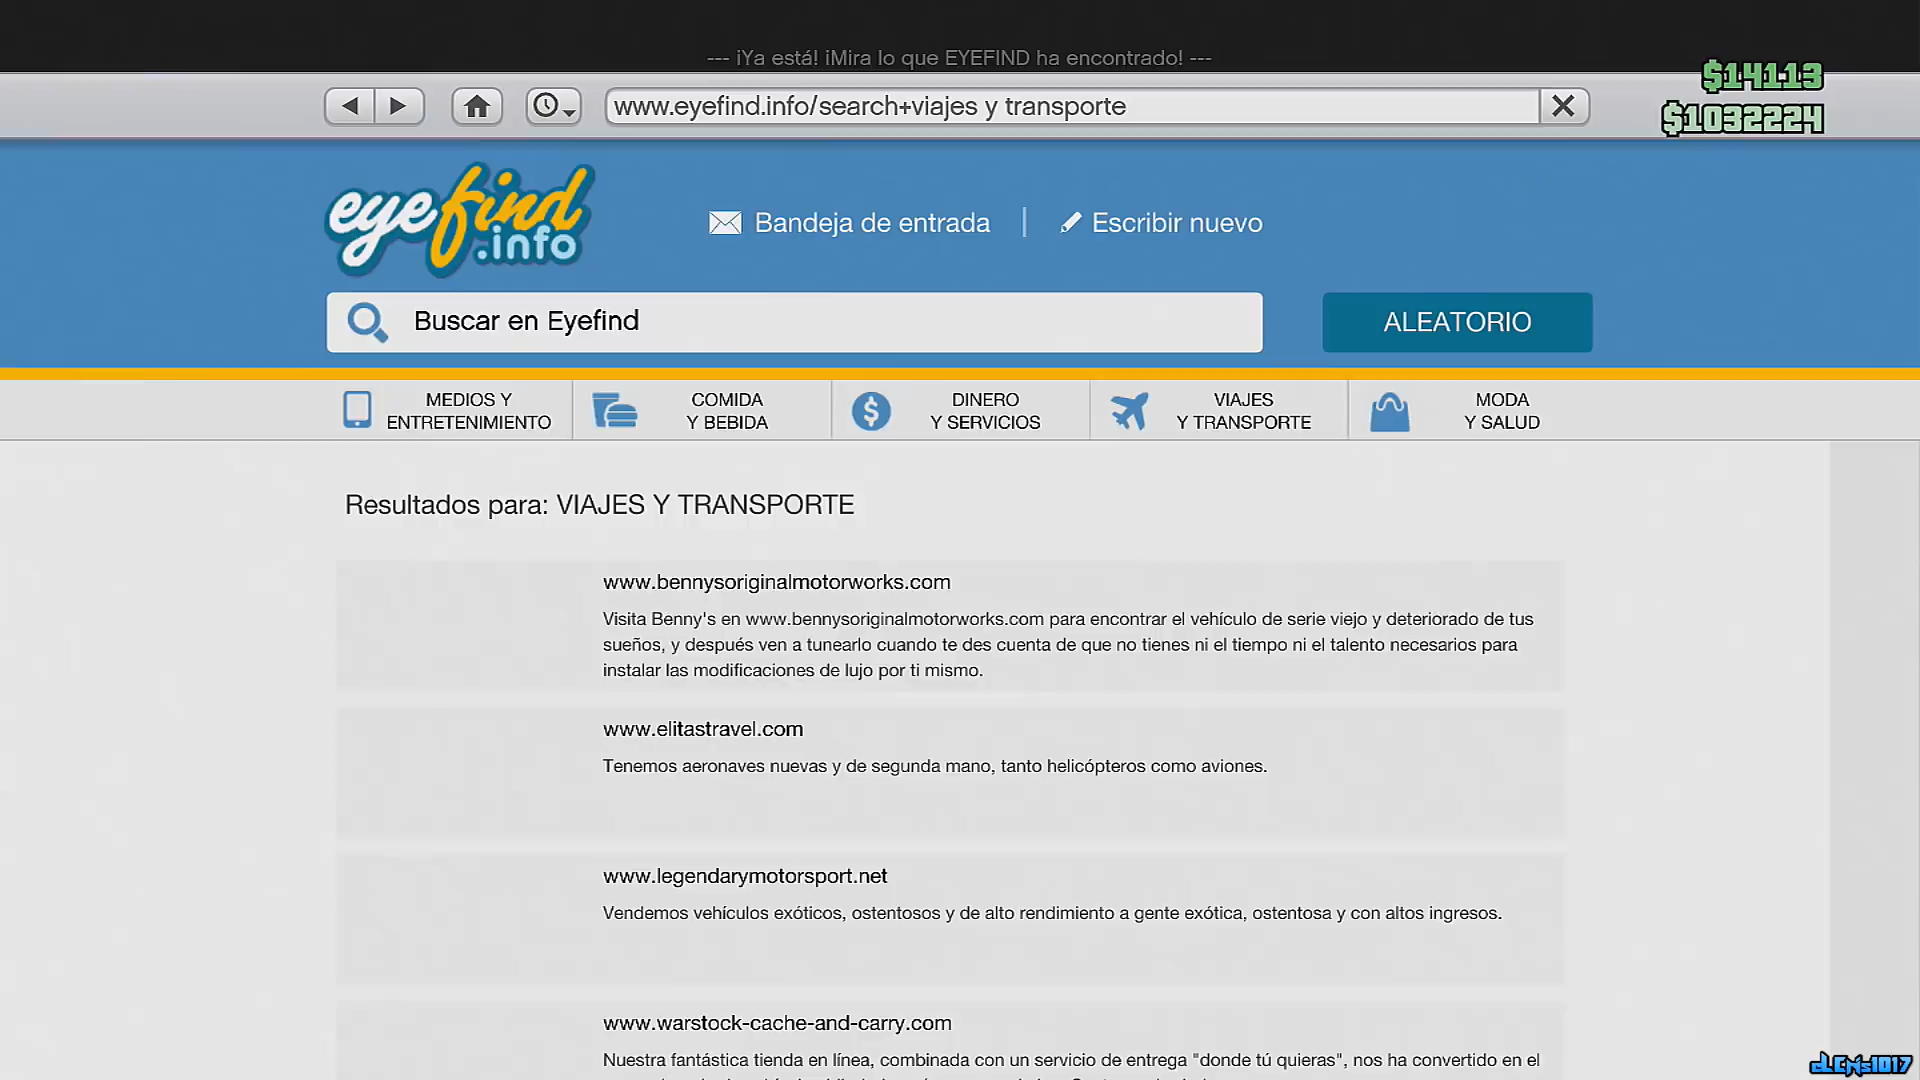 --- ¡Ya está! ¡Mira lo que EYEFIND ha encontrado! ---
$14113
www.eyefind.info/search+viajes y transporte
$1032224
eyefind.info
Bandeja de entrada
Escribir nuevo
Buscar en Eyefind
ALEATORIO
MEDIOS Y ENTRETENIMIENTO
COMIDA Y BEBIDA
DINERO Y SERVICIOS
VIAJES Y TRANSPORTE
MODA Y SALUD
Resultados para: VIAJES Y TRANSPORTE
www.bennysoriginalmotorworks.com
Visita Benny's en www.bennysoriginalmotorworks.com para encontrar el vehículo de serie viejo y deteriorado de tus
sueños, y después ven a tunearlo cuando te des cuenta de que no tienes ni el tiempo ni el talento necesarios para
instalar las modificaciones de lujo por ti mismo.
www.elitastravel.com
Tenemos aeronaves nuevas y de segunda mano, tanto helicópteros como aviones.
www.legendarymotorsport.net
Vendemos vehículos exóticos, ostentosos y de alto rendimiento a gente exótica, ostentosa y con altos ingresos.
www.warstock-cache-and-carry.com
Nuestra fantástica tienda en línea, combinada con un servicio de entrega "donde tú quieras", nos ha convertido en el
cLEMs1017